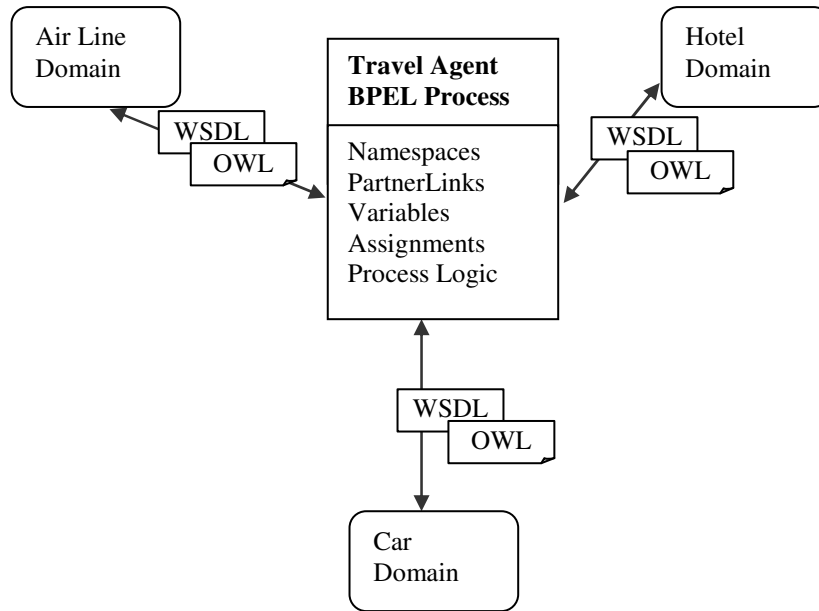 Air Line
Domain
WSDL
OWL
Travel Agent
BPEL Process
Namespaces
PartnerLinks
Variables
Assignments
Process Logic
Hotel
Domain
WSDL
OWL
WSDL
OWL
Car
Domain